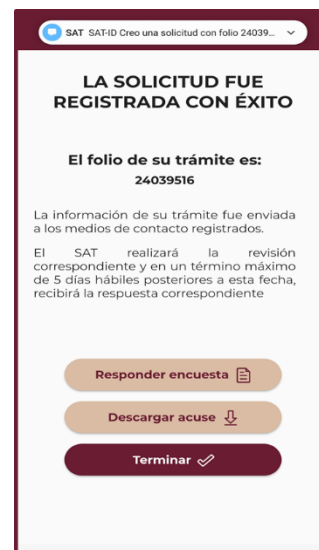 SAT SAT-ID Creo una solicitud con folio 24039...
LA SOLICITUD FUE
REGISTRADA CON ÉXITO
El folio de su trámite es:
24039516
La información de su trámite fue enviada
a los medios de contacto registrados.
El SAT realizará la revisión
correspondiente y en un término máximo
de 5 días hábiles posteriores a esta fecha,
recibirá la respuesta correspondiente
Responder encuesta
Descargar acuse
Terminar